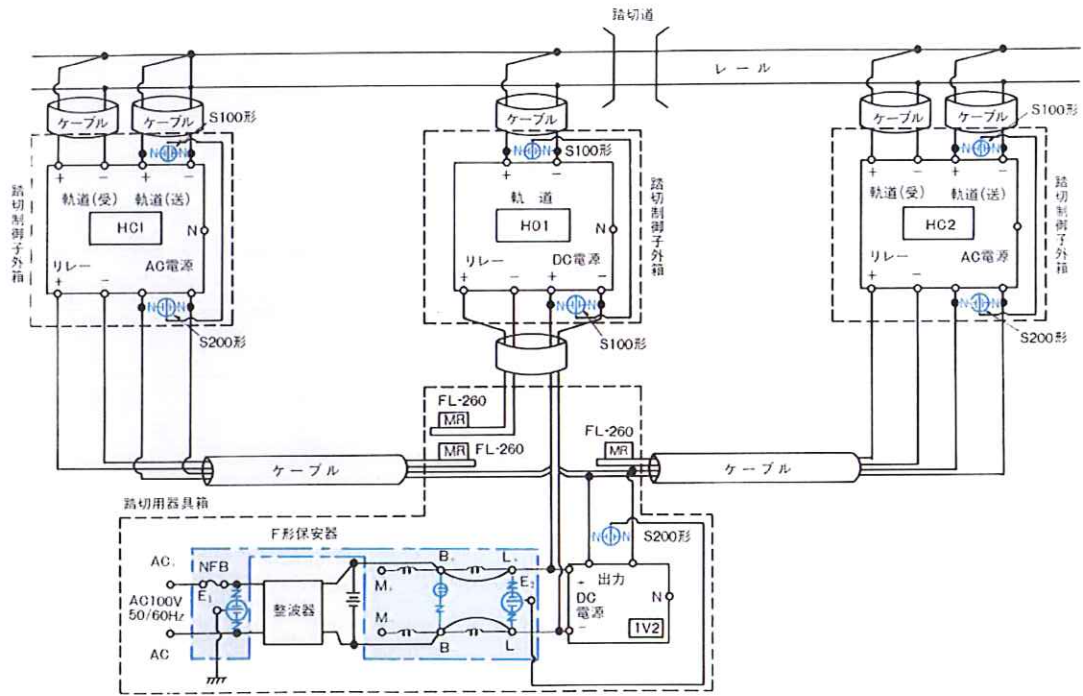 踏切道
レール
ケーブル
ケーブル
S100形
ケーブル
S100形
ケーブル
ケーブル
S100形
踏切制御子外箱
+ − + −
軌道(受) 軌道(送)
HC1
N
リレー AC電源
+ −
S200形
N N
+ −
軌道
HO1
N
リレー DC電源
+ − + −
S100形
踏切制御子外箱
+ − + −
軌道(受) 軌道(送)
HC2
リレー AC電源
+ −
S200形
踏切制御子外箱
FL-260
MR
MR
FL-260
FL-260
MR
ケーブル
ケーブル
踏切用器具箱
F形保安器
S200形
AC
NFB
E1
AC100V
50/60Hz
AC
整波器
M
M
B
B
L
L
E2
+ 出力
DC
電源
N
−
1V2